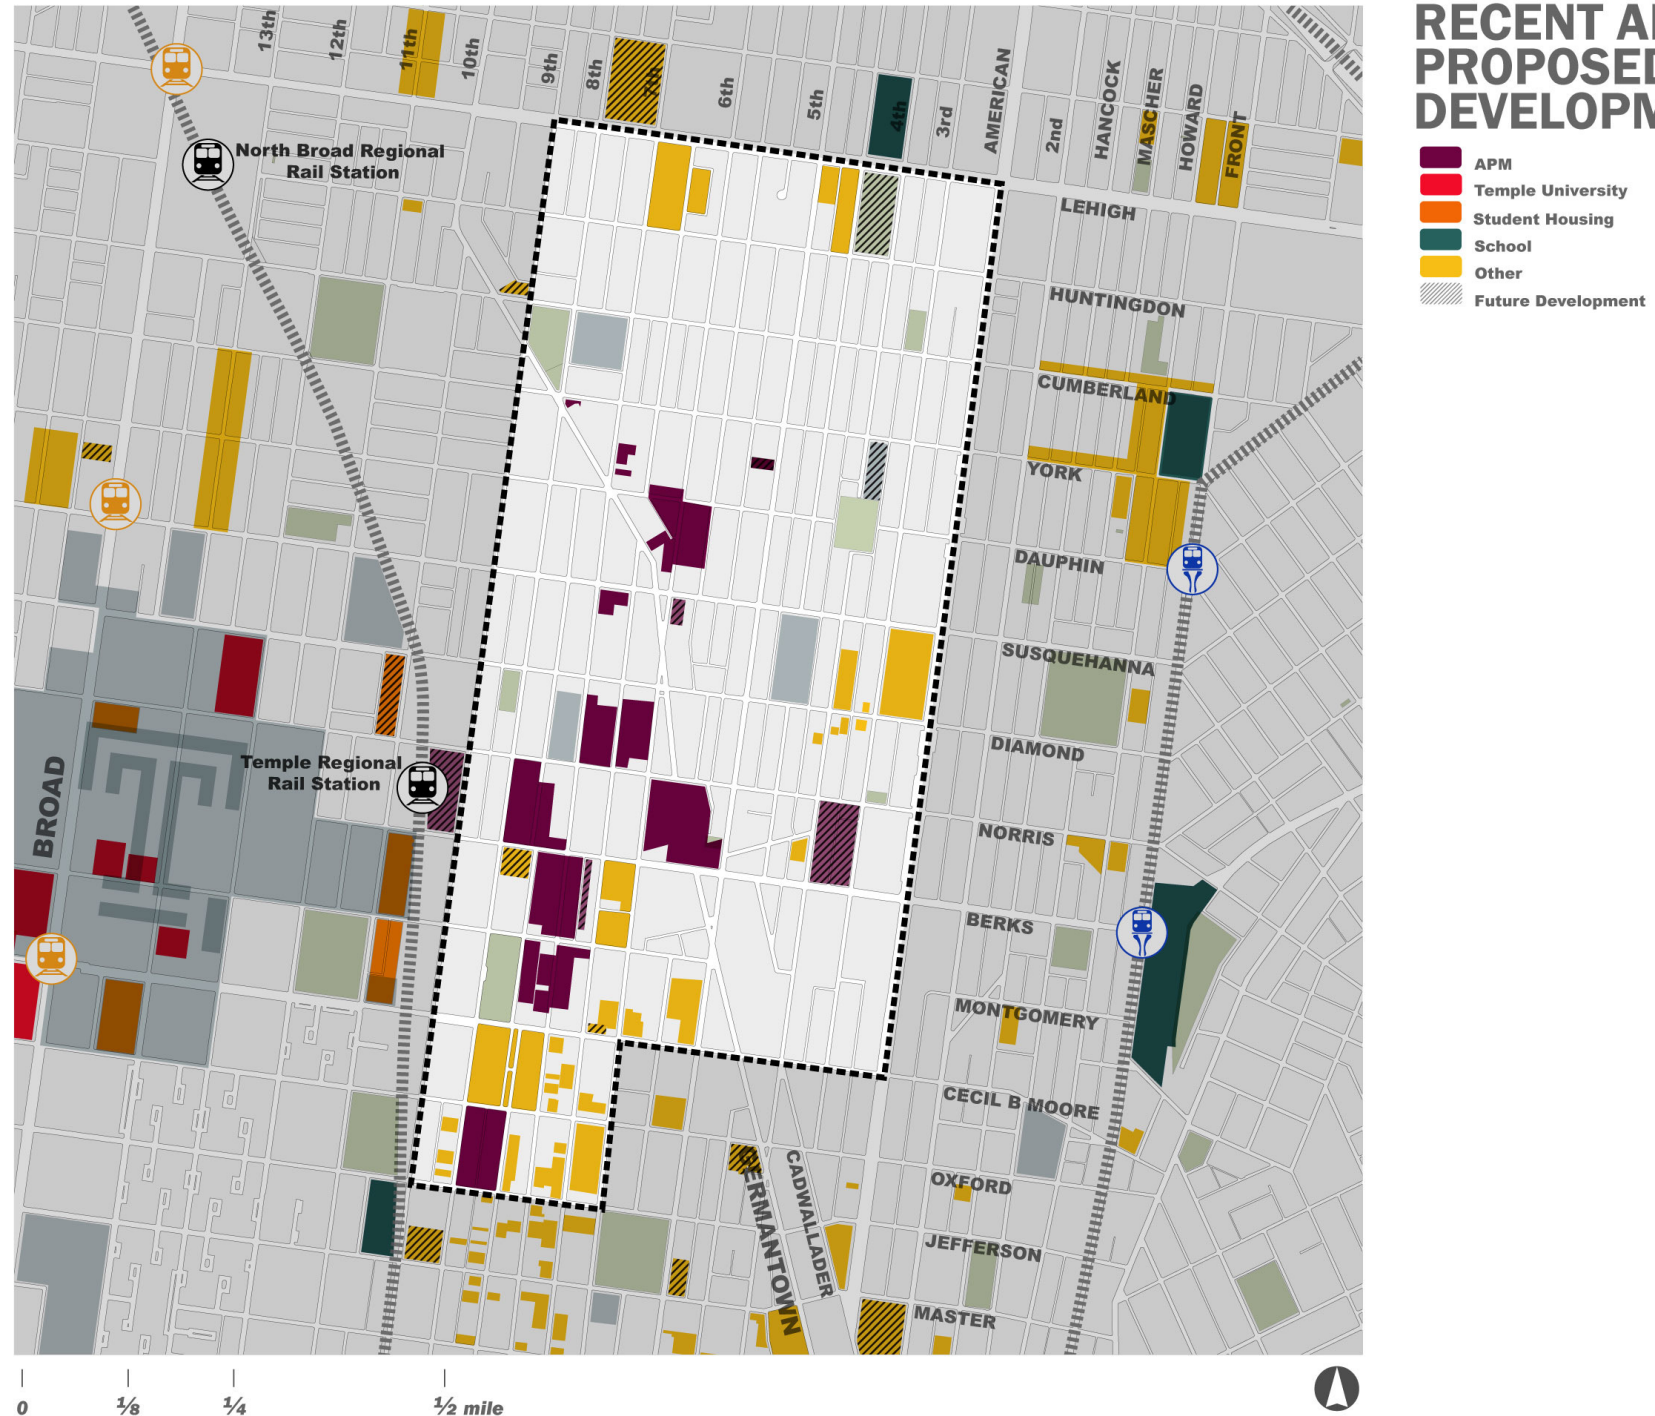 RECENT A
PROPOSED
DEVELOPM
APM
Temple University
Student Housing
School
Other
Future Development
13th
12th
11th
10th
9th
8th
7th
6th
5th
4th
3rd
AMERICAN
2nd
HANCOCK
MASCHER
HOWARD
FRONT
North Broad Regional
Rail Station
LEHIGH
HUNTINGDON
CUMBERLAND
YORK
DAUPHIN
SUSQUEHANNA
DIAMOND
Temple Regional
Rail Station
BROAD
NORRIS
BERKS
MONTGOMERY
CECIL B MOORE
OXFORD
JEFFERSON
MASTER
GERMANTOWN
CADWALLADER
0
1/8
1/4
1/2 mile